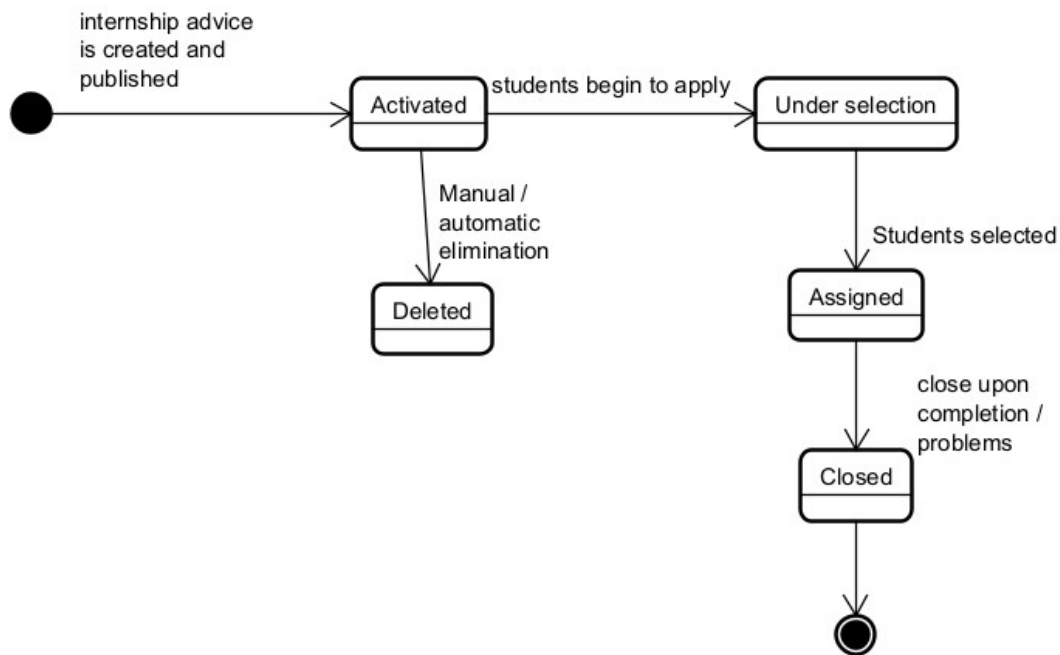 internship advice
is created and
published
Activated
students begin to apply
Under selection
Manual /
automatic
elimination
Students selected
Deleted
Assigned
close upon
completion /
problems
Closed